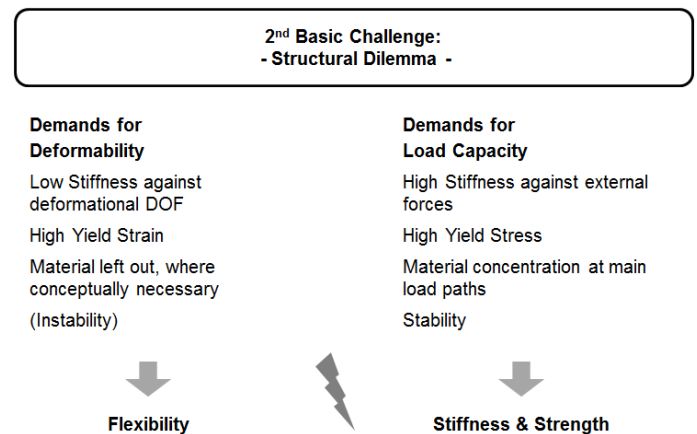 2nd Basic Challenge:
- Structural Dilemma -
Demands for
Deformability
Low Stiffness against
deformational DOF
High Yield Strain
Material left out, where
conceptually necessary
(Instability)
Flexibility
Demands for
Load Capacity
High Stiffness against external
forces
High Yield Stress
Material concentration at main
load paths
Stability
Stiffness & Strength